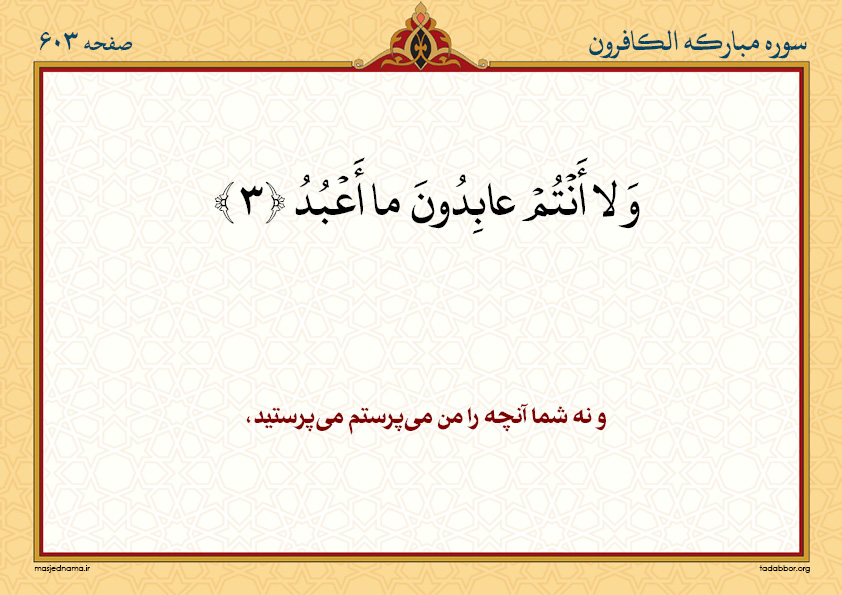 سوره مبارکه الکافرون
صفحه ۶۰۳
وَلا أَنْتُمْ عابِدُونَ ما أَعْبُدُ ﴿۳﴾
و نه شما آنچه را من می‌پرستم می‌پرستید،
masjednama.ir
tadabbor.org